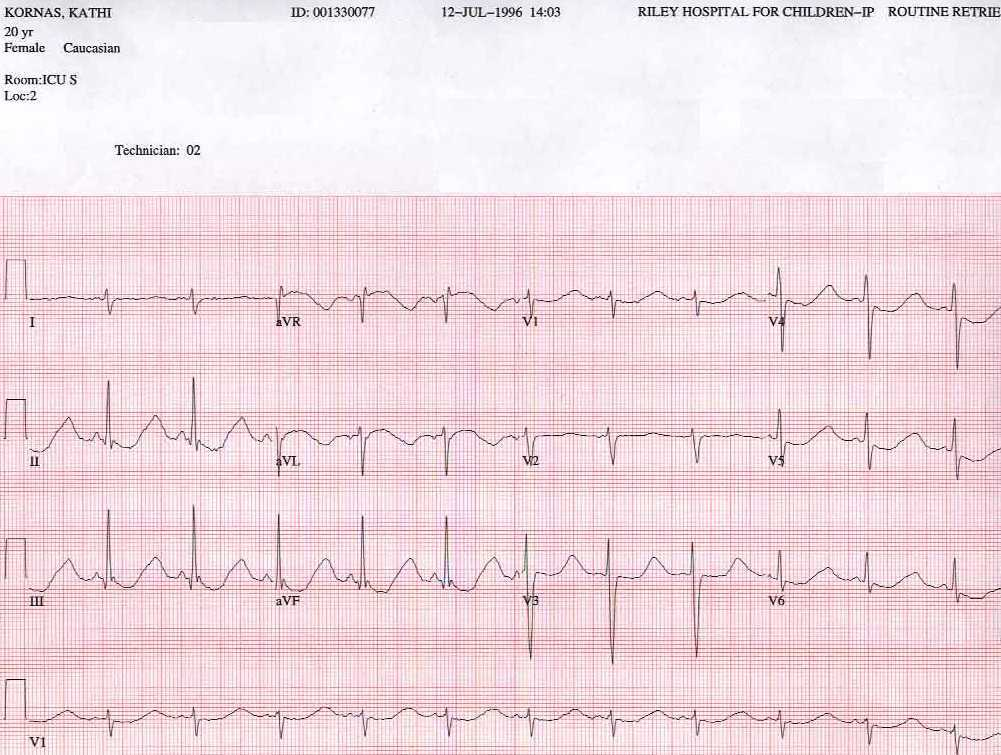 KORNAS, KATHI ID: 001330077 12-JUL-1996 14:03 RILEY HOSPITAL FOR CHILDREN-IP ROUTINE RETRIE
20 yr
Female Caucasian
Room:ICU S
Loc:2
Technician: 02
I aVR V1 V4
II aVL V2 V5
III aVF V3 V6
V1